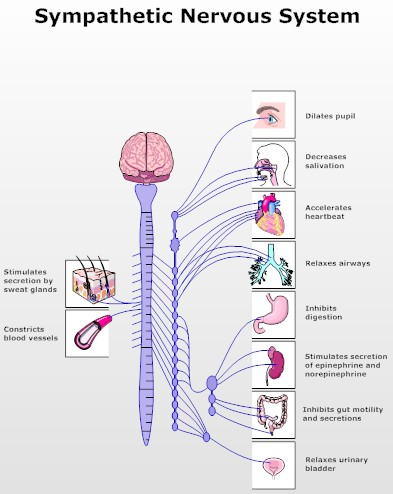 Sympathetic Nervous System
Dilates pupil
Decreases
salivation
Accelerates
heartbeat
Relaxes airways
Stimulates
secretion by
sweat glands
Constricts
blood vessels
Inhibits
digestion
Stimulates secretion
of epinephrine and
norepinephrine
Inhibits gut motility
and secretions
Relaxes urinary
bladder